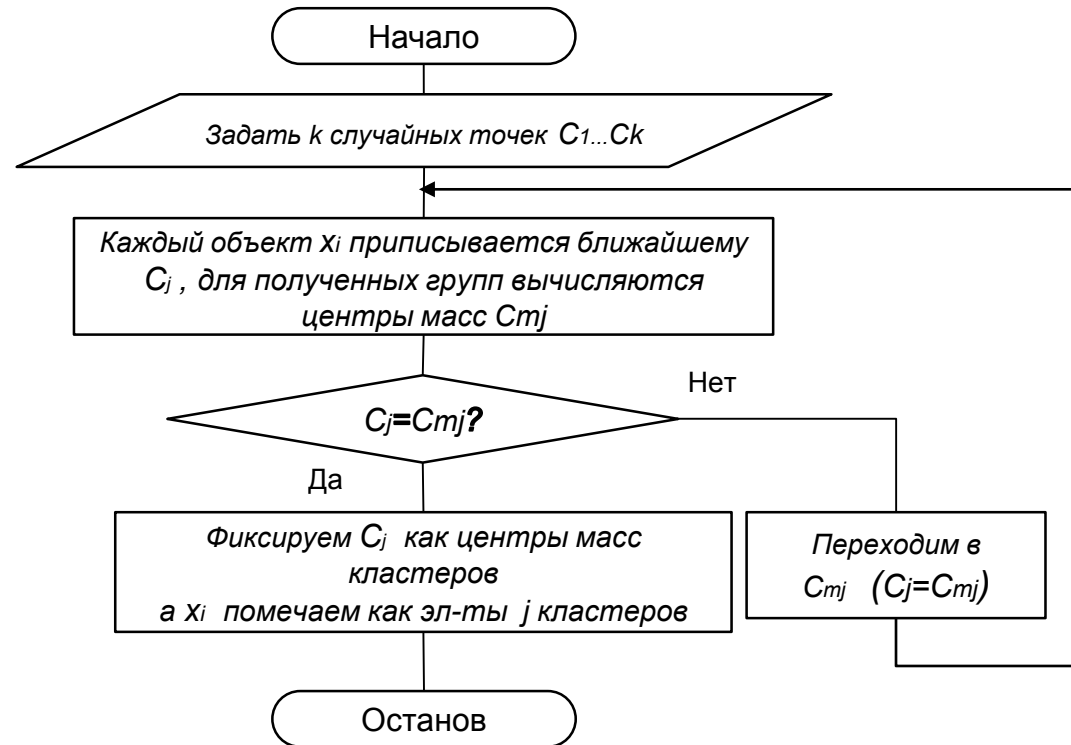 Начало
Задать k случайных точек C1...Ck
Каждый объект xi приписывается ближайшему
Cj , для полученных групп вычисляются
центры масс Cmj
Нет
Cj=Cmj?
Да
Фиксируем Cj как центры масс
кластеров
а xi помечаем как эл-ты j кластеров
Переходим в
Cmj (Cj=Cmj)
Останов